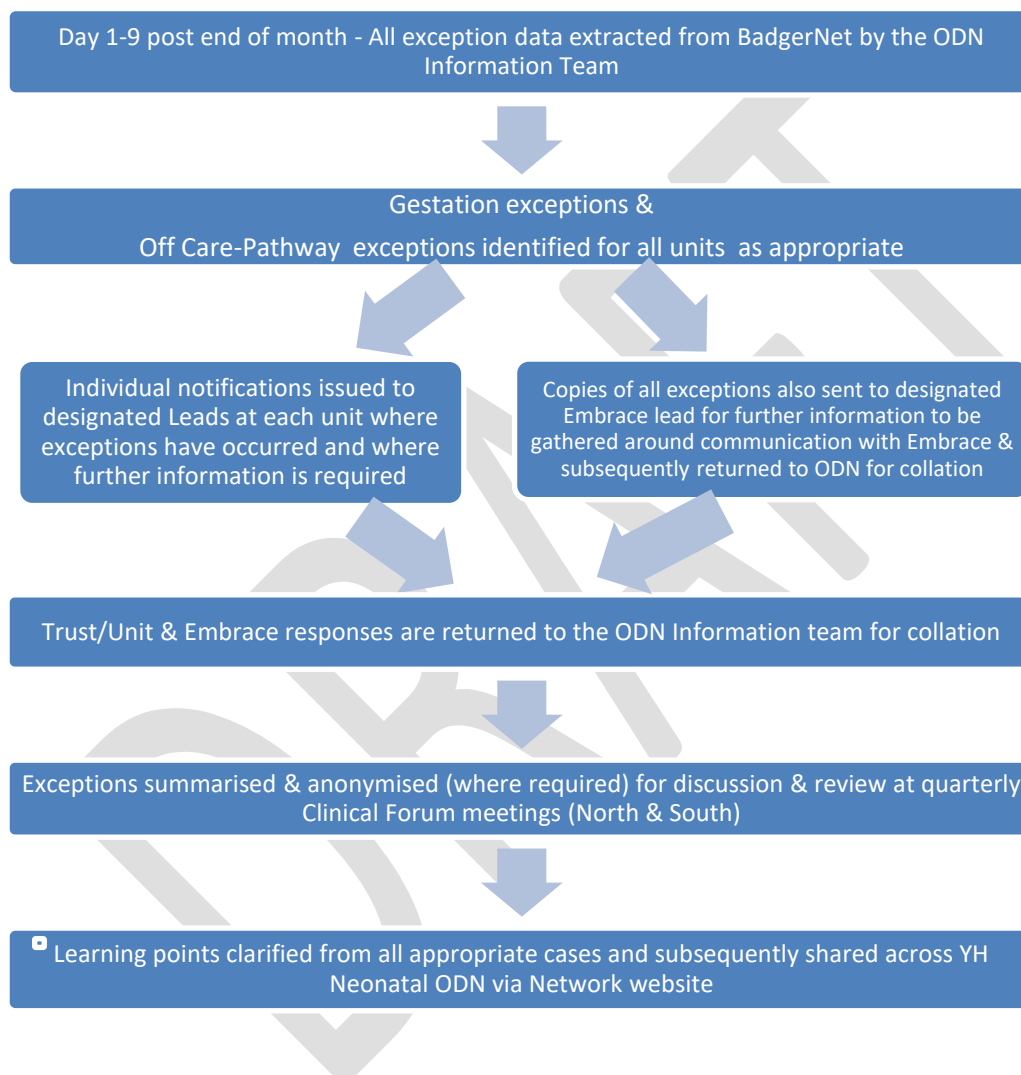 Day 1-9 post end of month - All exception data extracted from BadgerNet by the ODN
Information Team
Gestation exceptions &
Off Care-Pathway exceptions identified for all units as appropriate
Individual notifications issued to
designated Leads at each unit where
exceptions have occurred and where
further information is required
Copies of all exceptions also sent to designated
Embrace lead for further information to be
gathered around communication with Embrace &
subsequently returned to ODN for collation
Trust/Unit & Embrace responses are returned to the ODN Information team for collation
Exceptions summarised & anonymised (where required) for discussion & review at quarterly
Clinical Forum meetings (North & South)
Learning points clarified from all appropriate cases and subsequently shared across YH
Neonatal ODN via Network website
DRAFT